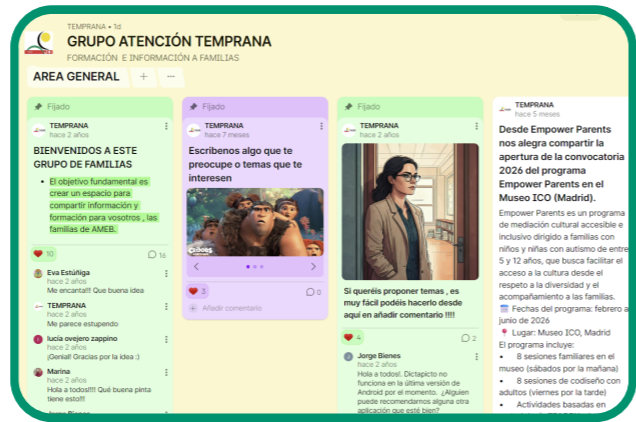 TEMPRANA • 1d
GRUPO ATENCIÓN TEMPRANA
FORMACIÓN E INFORMACIÓN A FAMILIAS
AREA GENERAL
Fijado
TEMPRANA
hace 2 años
BIENVENIDOS A ESTE
GRUPO DE FAMILIAS
• El objetivo fundamental es
crear un espacio para
compartir información y
formación para vosotros , las
familias de AMEB.
10
16
Eva Estúñiga
hace 2 años
Me encanta!!! Que buena idea
TEMPRANA
hace 2 años
Me parece estupendo
lucía ovejero zappino
hace 2 años
¡Genial! Gracias por la idea :)
Marina
hace 2 años
Hola a todos!!!! Qué buena pinta
tiene esto!!!
Fijado
TEMPRANA
hace 7 meses
Escribenos algo que te
preocupe o temas que te
interesen
3
0
Añadir comentario
Fijado
TEMPRANA
hace 2 años
Si queréis proponer temas , es
muy fácil podéis hacerlo desde
aquí en añadir comentario !!!!
4
2
Jorge Bienes
hace 2 años
Hola a todos!. Dictapicto no
funciona en la última versión de
Android por el momento. ¿Alguien
puede recomendarnos alguna otra
aplicación que esté bien?
TEMPRANA
hace 5 meses
Desde Empower Parents
nos alegra compartir la
apertura de la convocatoria
2026 del programa
Empower Parents en el
Museo ICO (Madrid).
Empower Parents es un programa
de mediación cultural accesible e
inclusivo dirigido a familias con
niños y niñas con autismo de entre
5 y 12 años, que busca facilitar el
acceso a la cultura desde el
respeto a la diversidad y el
acompañamiento a las familias.
Fechas del programa: febrero a
junio de 2026
Lugar: Museo ICO, Madrid
El programa incluye:
• 8 sesiones familiares en el
museo (sábados por la mañana)
• 8 sesiones de codiseño con
adultos (viernes por la tarde)
• Actividades basadas en